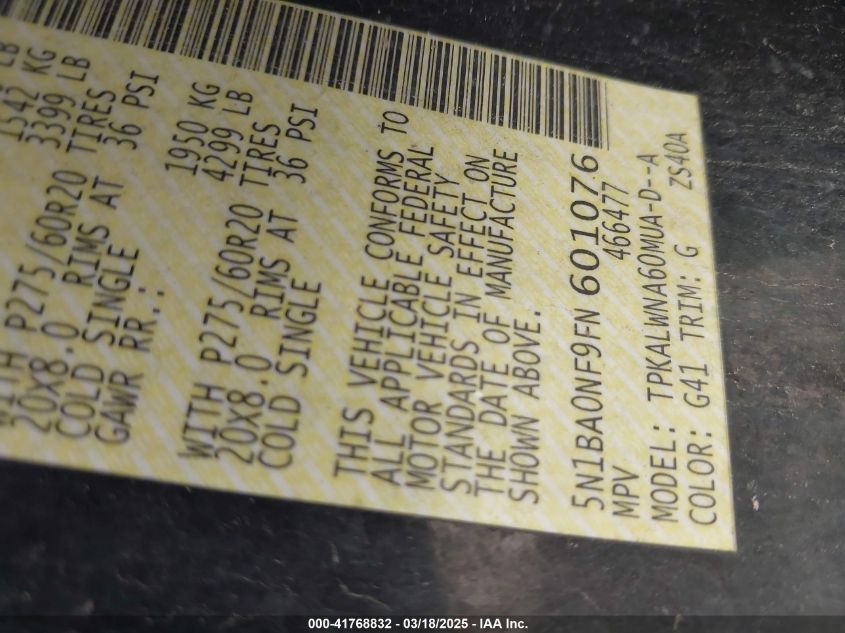 LB
1542 KG
3399 LB
WITH P275/60R20 TIRES
20X8.0 RIMS AT 36 PSI
COLD SINGLE
GAWR RR.:
1950 KG
4299 LB
WITH P275/60R20 TIRES
20X8.0 RIMS AT 36 PSI
COLD SINGLE
THIS VEHICLE CONFORMS TO
ALL APPLICABLE FEDERAL
MOTOR VEHICLE SAFETY
STANDARDS IN EFFECT ON
THE DATE OF MANUFACTURE
SHOWN ABOVE.
5N1BA0NF9FN 601076
MPV 466477
MODEL: TPKALWNA60MUA-D--A
COLOR: G41 TRIM: G ZS40A
000-41768832 - 03/18/2025 - IAA Inc.